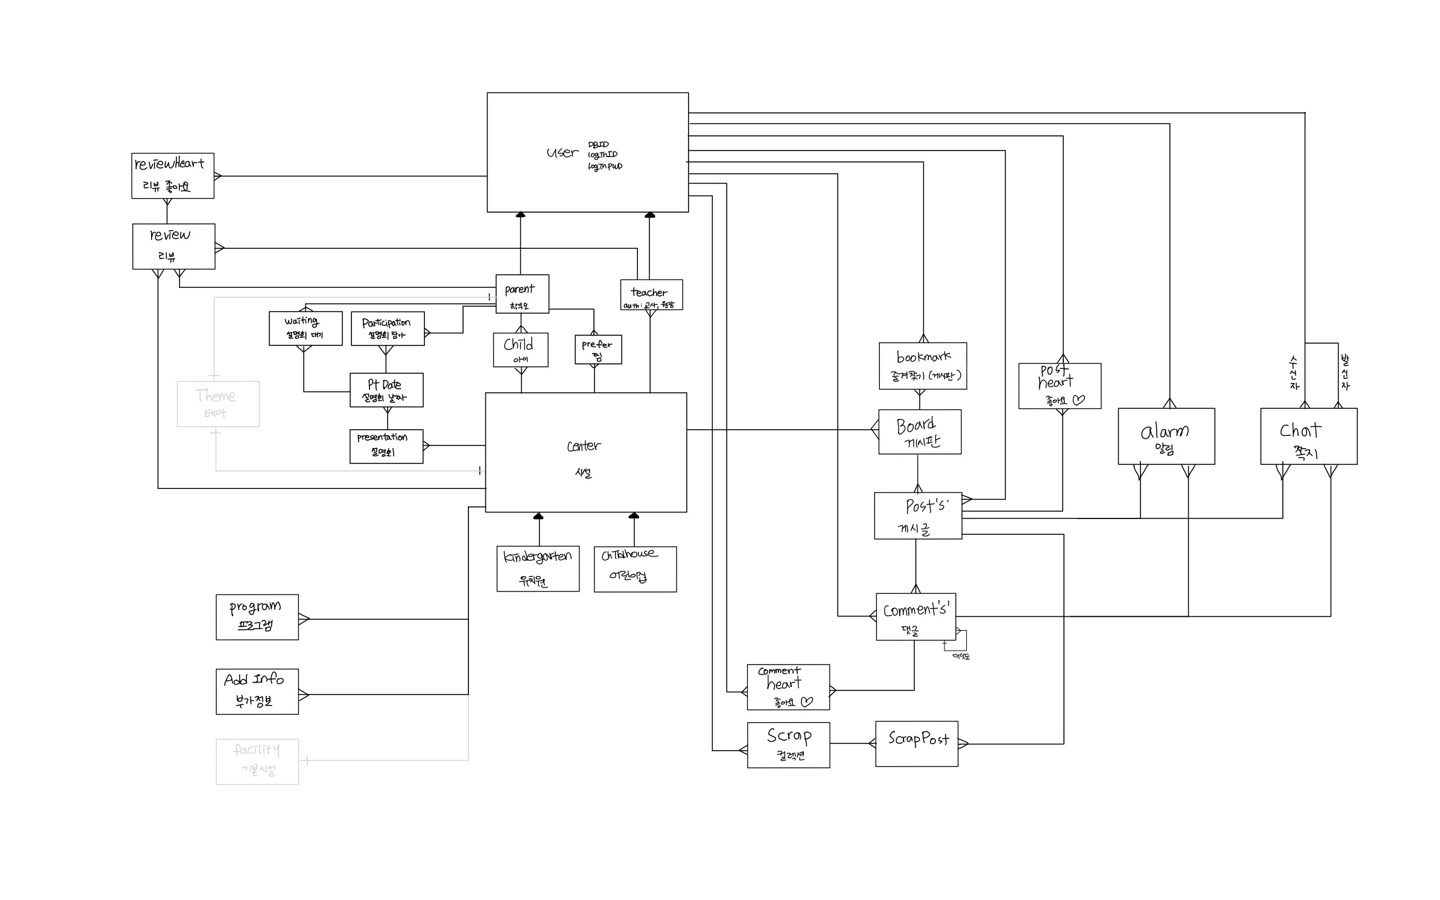 User
DBID
logInID
logInPWD
reviewHeart
리뷰 좋아요
review
리뷰
parent
학부모
teacher
auth: 교사, 원장
waiting
설명회 대기
Participation
설명회 참가
Child
아이
prefer
찜
Theme
테마
Pt Date
설명회 날짜
presentation
설명회
Center
시설
kindergarten
유치원
Childhouse
어린이집
program
프로그램
Add Info
부가정보
facility
기본시설
bookmark
즐겨찾기 (게시판)
Board
게시판
Post's'
게시글
Comment's'
댓글
대댓글
Comment
heart
좋아요 ♡
Scrap
컬렉션
ScrapPost
post
heart
좋아요 ♡
alarm
알림
수신자
발신자
Chat
쪽지